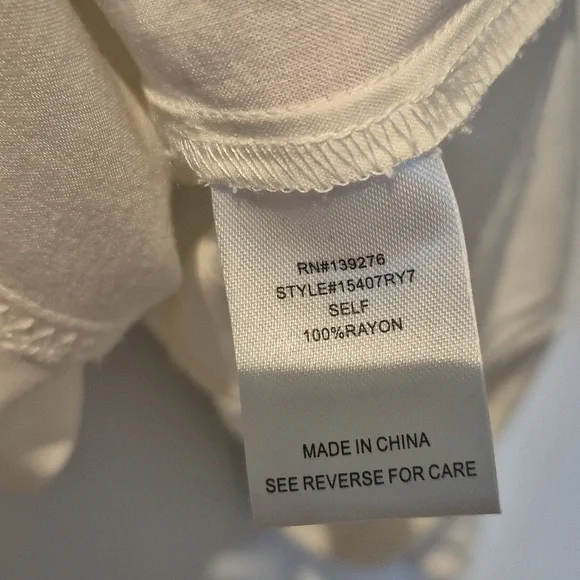 RN#139276
STYLE#15407RY7
SELF
100%RAYON
MADE IN CHINA
SEE REVERSE FOR CARE